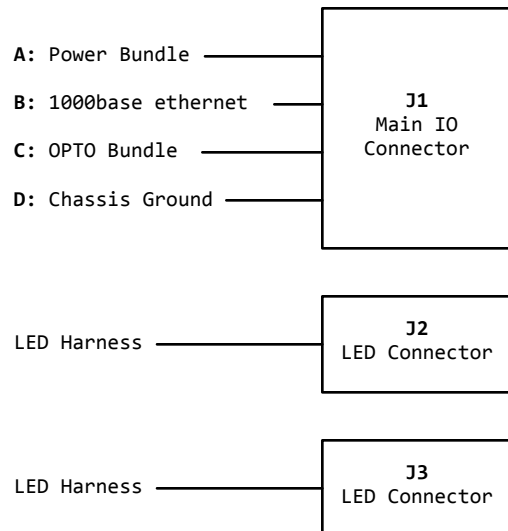 A: Power Bundle
B: 1000base ethernet
C: OPTO Bundle
D: Chassis Ground
J1
Main IO
Connector
LED Harness
J2
LED Connector
LED Harness
J3
LED Connector